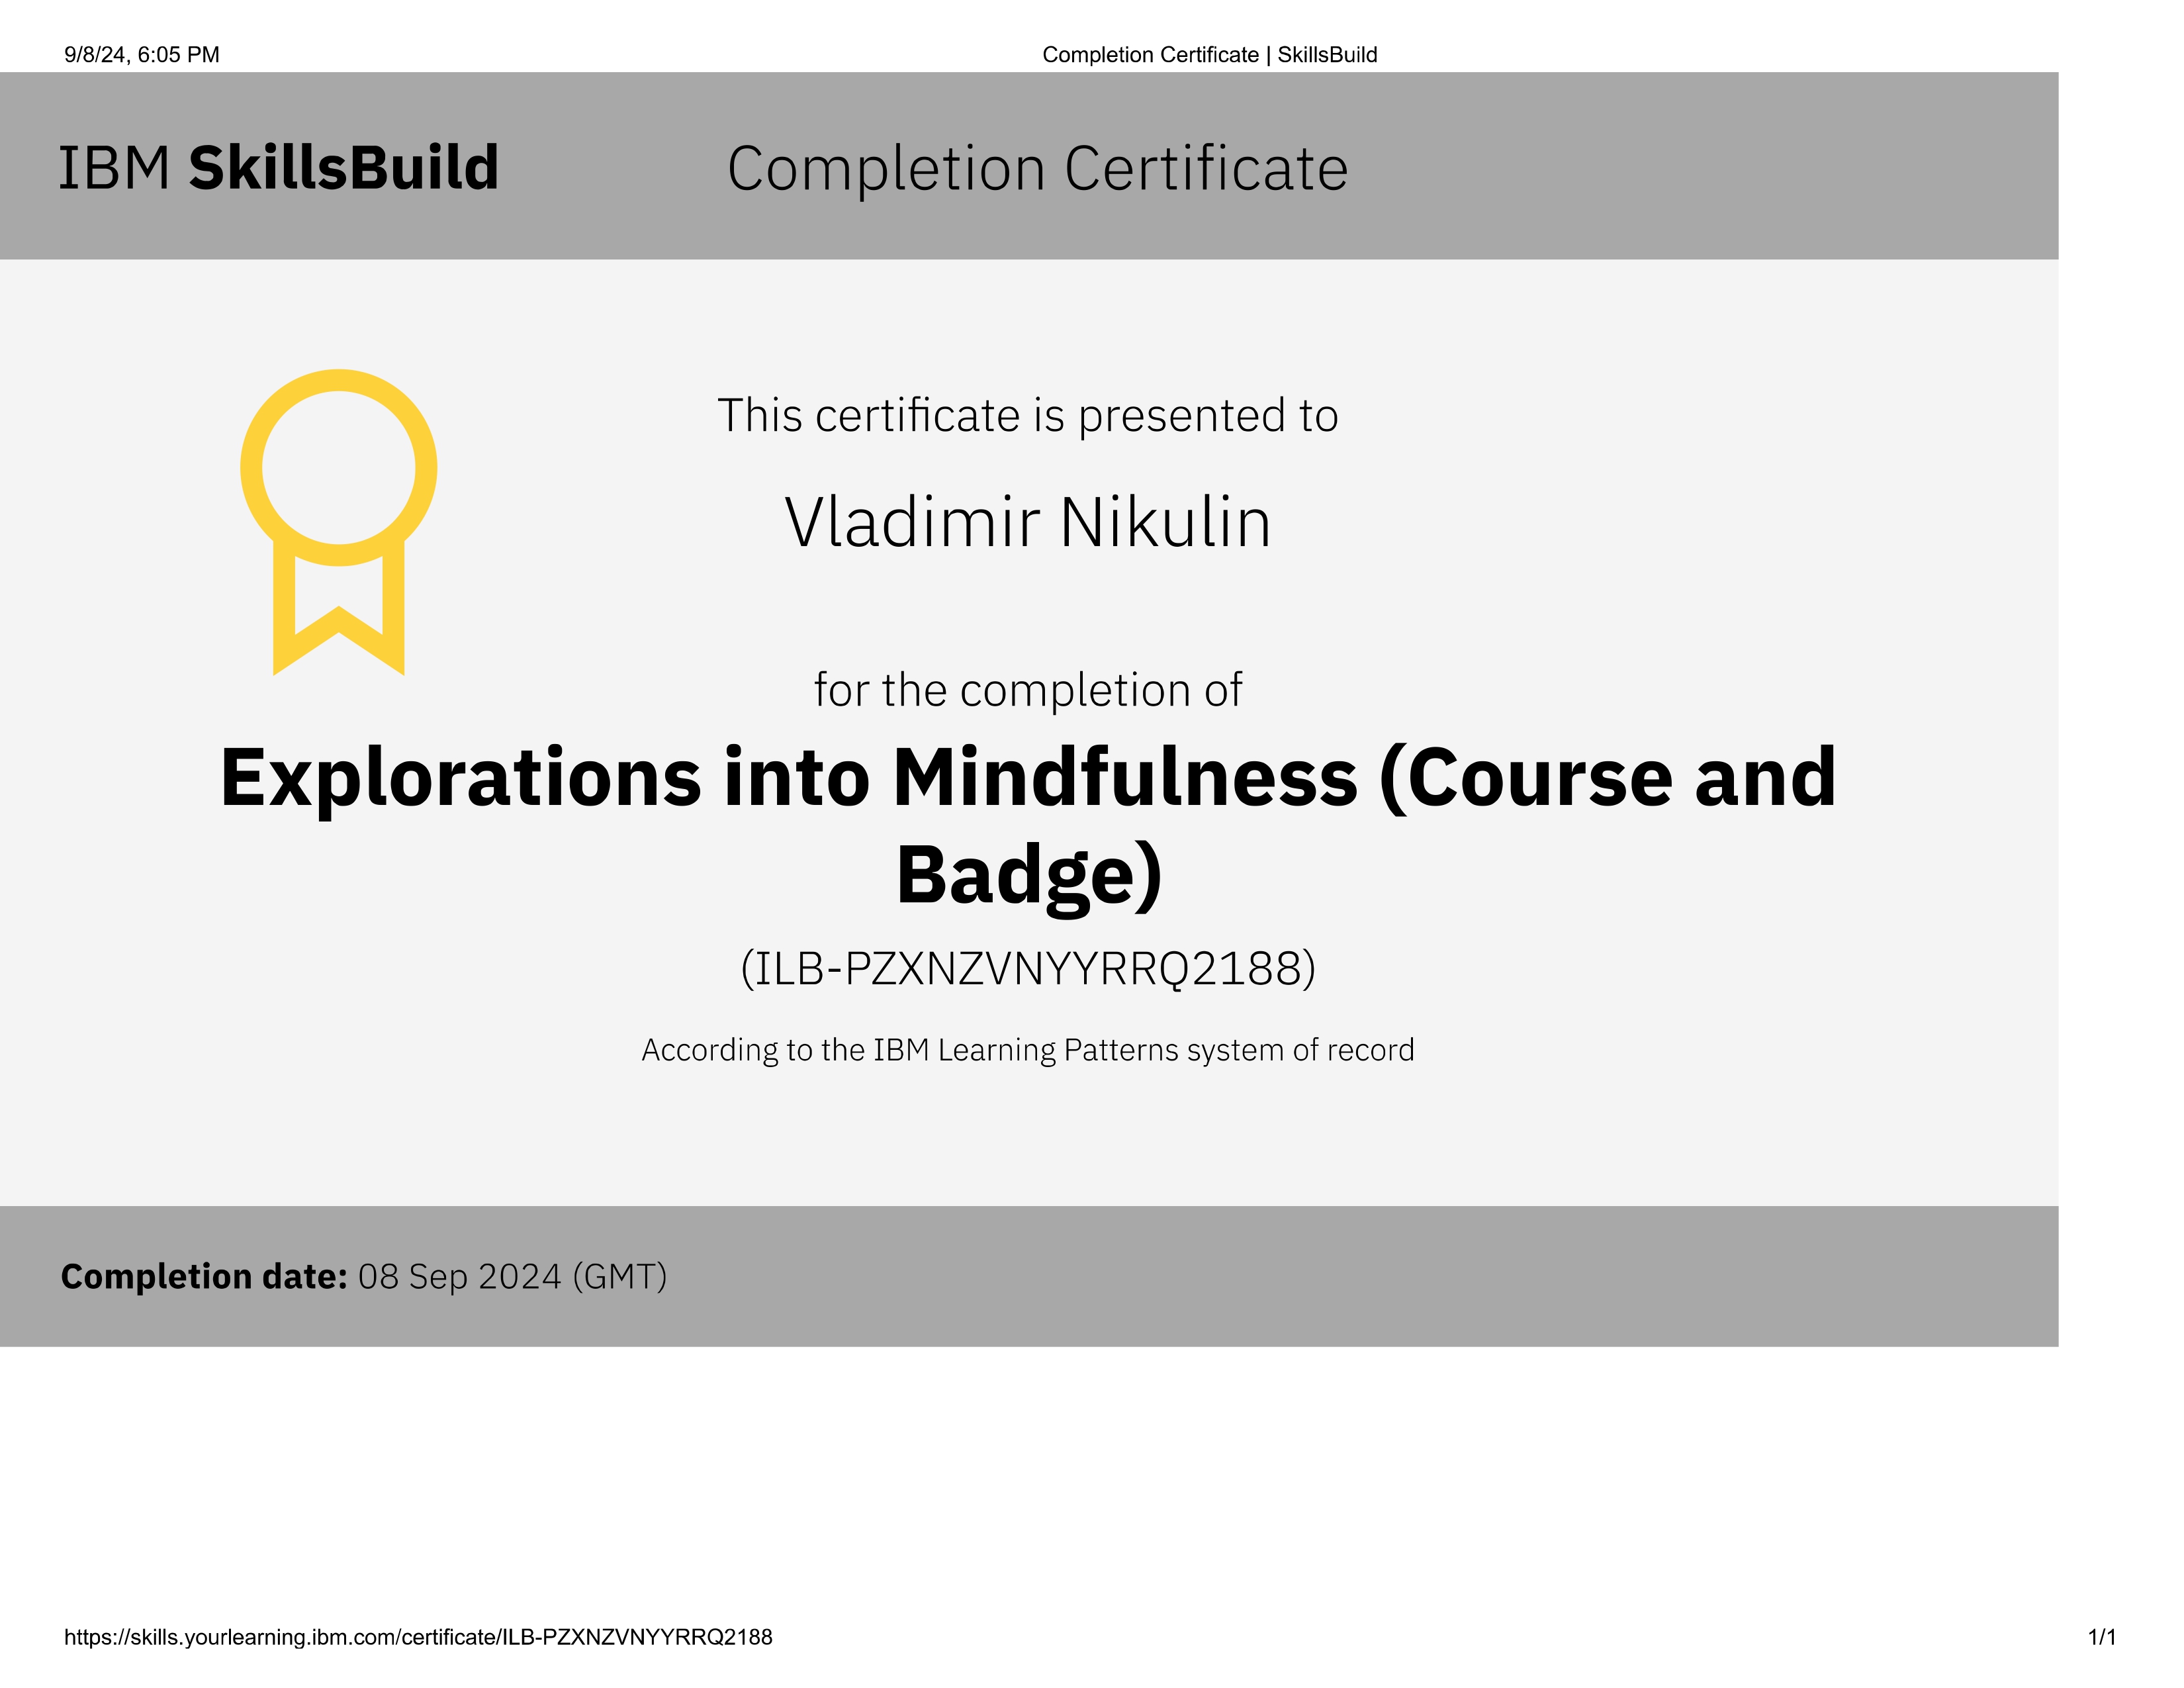 9/8/24, 6:05 PM
Completion Certificate | SkillsBuild
IBM SkillsBuild
Completion Certificate
This certificate is presented to
Vladimir Nikulin
for the completion of
Explorations into Mindfulness (Course and
Badge)
(ILB-PZXNZVNYYRRQ2188)
According to the IBM Learning Patterns system of record
Completion date: 08 Sep 2024 (GMT)
https://skills.yourlearning.ibm.com/certificate/ILB-PZXNZVNYYRRQ2188
1/1